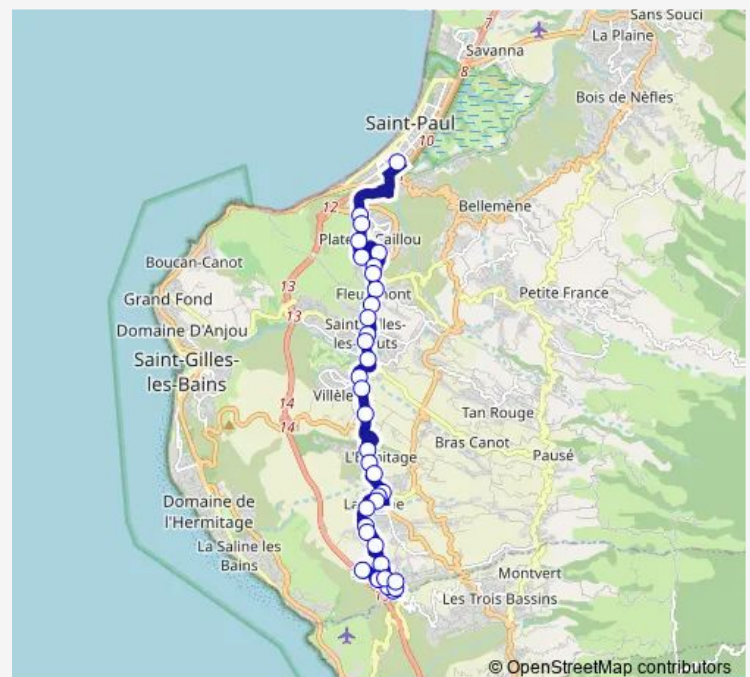 Sans Souci
7
La Plaine
Savanna
8
Bois de Nèfles
Saint-Paul
10
Bellemène
12
Boucan-Canot
Petite France
13
Grand Fond
13
Domaine D'Anjou
Saint-Gilles-
les-Bains
Villèle
14
14
Tan Rouge
Bras Canot
Pausé
Domaine de
l'Hermitage
La Saline les
Bains
Montvert
Les Trois Bassins
© OpenStreetMap contributors